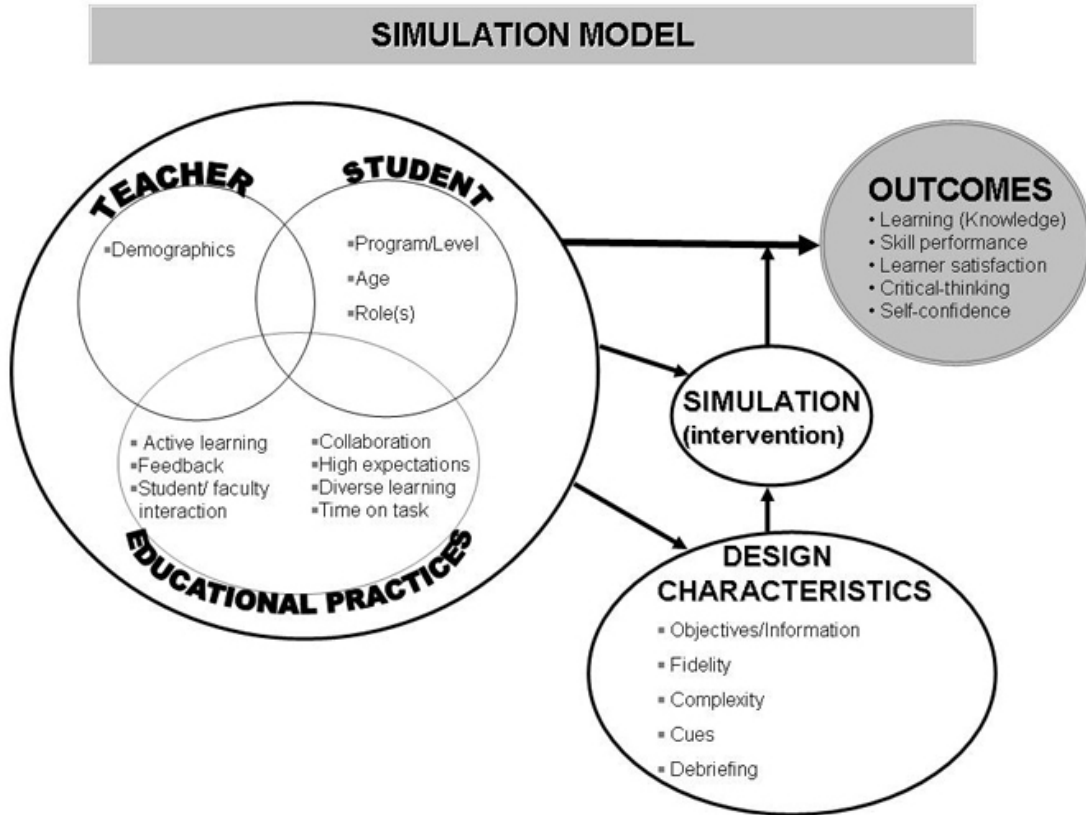 SIMULATION MODEL
TEACHER
▪Demographics
STUDENT
▪Program/Level
▪Age
▪Role(s)
▪ Active learning
▪Feedback
▪Student/ faculty
interaction
▪Collaboration
▪High expectations
▪Diverse learning
▪Time on task
EDUCATIONAL PRACTICES
OUTCOMES
• Learning (Knowledge)
• Skill performance
• Learner satisfaction
• Critical-thinking
• Self-confidence
SIMULATION
(intervention)
DESIGN
CHARACTERISTICS
▪ Objectives/Information
▪ Fidelity
▪ Complexity
▪ Cues
▪ Debriefing